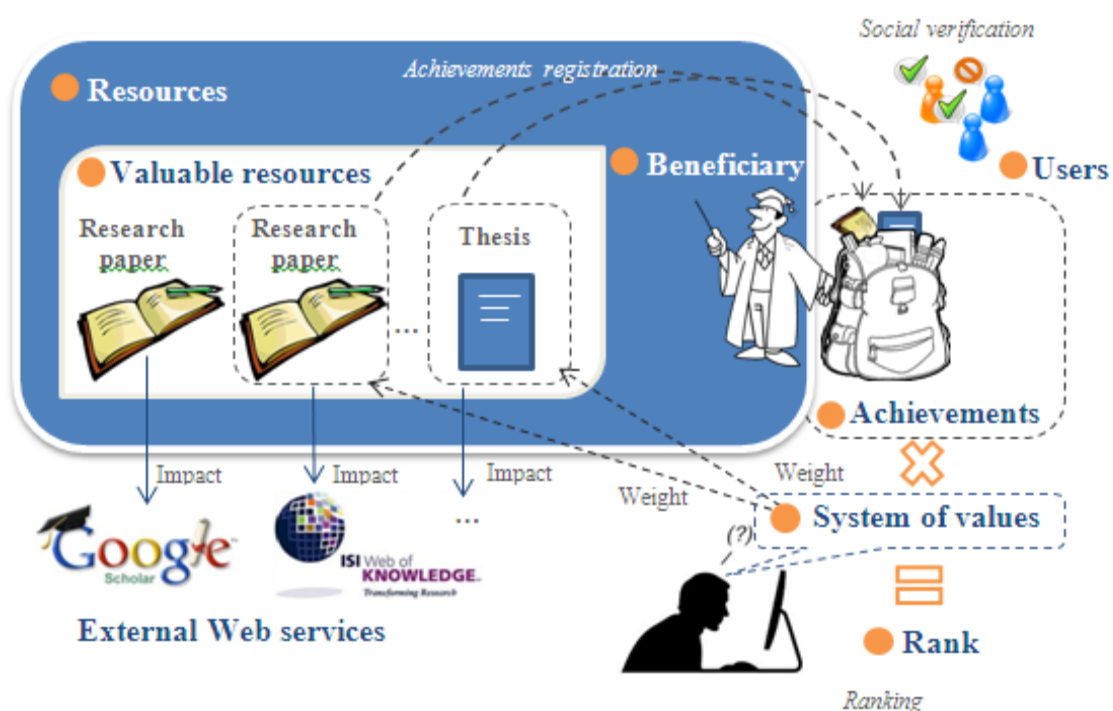 Social verification
Achievements registration
Resources
Valuable resources
Beneficiary
Users
Research
paper
Research
paper
Thesis
...
Achievements
Impact
Impact
Impact
Weight
Weight
...
System of values
(?)
Google
Scholar
ISI Web of
KNOWLEDGE
Transforming Research
External Web services
Rank
Ranking